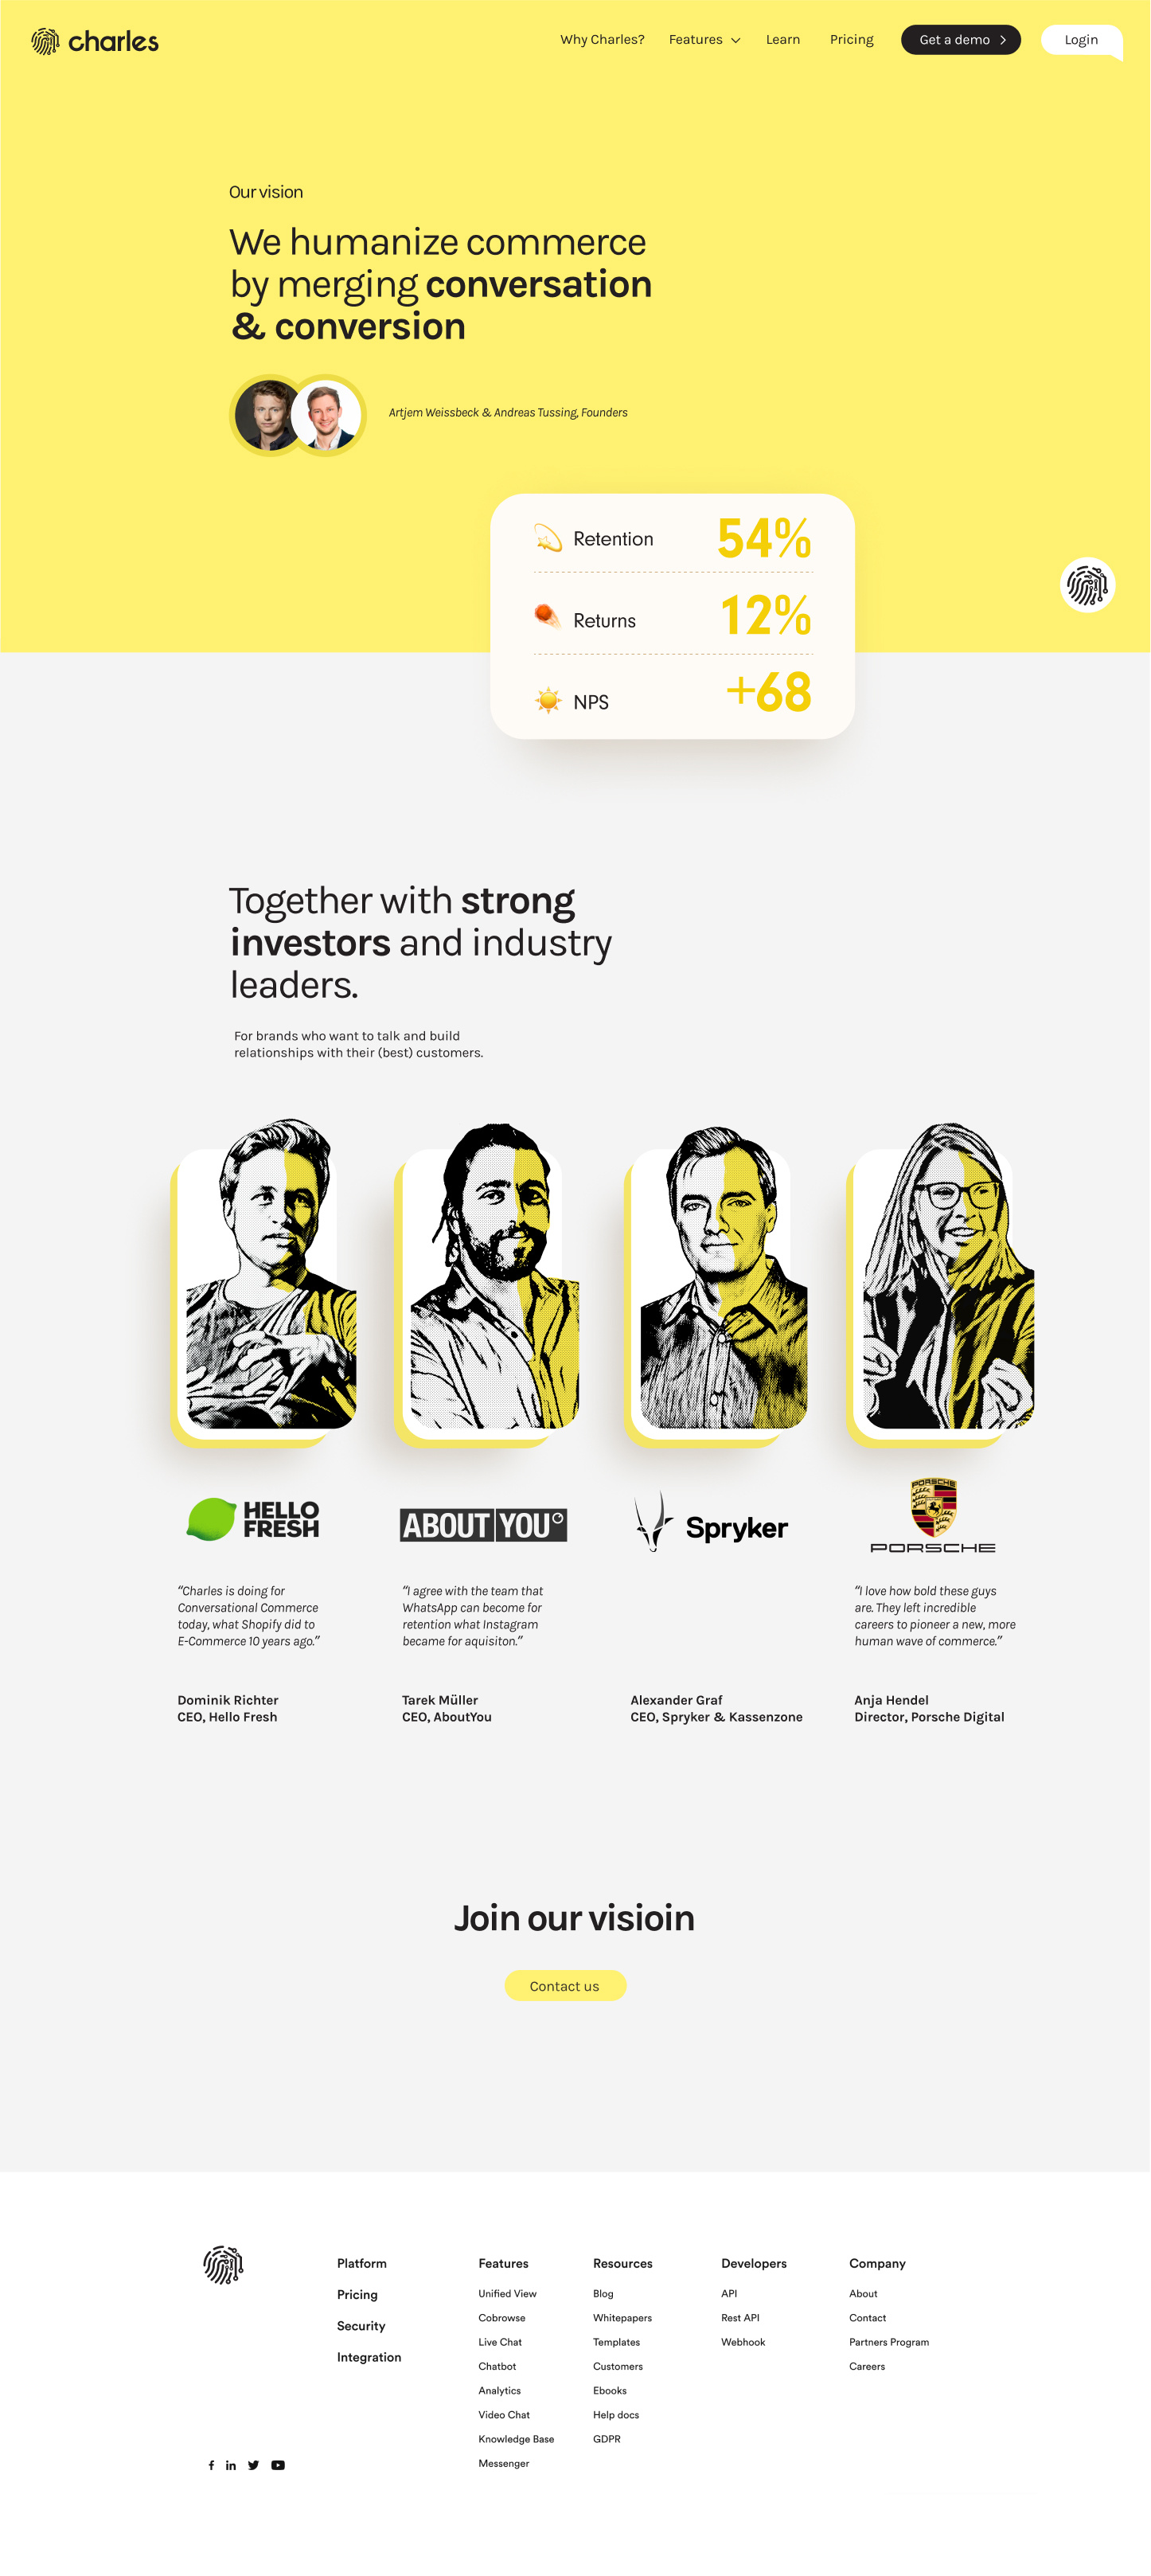 charles
Why Charles?
Features
Learn
Pricing
Get a demo
Login
Our vision
We humanize commerce
by merging conversation
& conversion
Artjem Weissbeck & Andreas Tussing, Founders
Retention
54%
Returns
12%
NPS
+68
Together with strong
investors and industry
leaders.
For brands who want to talk and build
relationships with their (best) customers.
HELLO
FRESH
ABOUT YOU
Spryker
PORSCHE
PORSCHE
"Charles is doing for
Conversational Commerce
today, what Shopify did to
E-Commerce 10 years ago."
"I agree with the team that
WhatsApp can become for
retention what Instagram
became for aquisiton."
"I love how bold these guys
are. They left incredible
careers to pioneer a new, more
human wave of commerce."
Dominik Richter
CEO, Hello Fresh
Tarek Müller
CEO, AboutYou
Alexander Graf
CEO, Spryker & Kassenzone
Anja Hendel
Director, Porsche Digital
Join our visioin
Contact us
Platform
Pricing
Security
Integration
Features
Unified View
Cobrowse
Live Chat
Chatbot
Analytics
Video Chat
Knowledge Base
Messenger
Resources
Blog
Whitepapers
Templates
Customers
Ebooks
Help docs
GDPR
Developers
API
Rest API
Webhook
Company
About
Contact
Partners Program
Careers